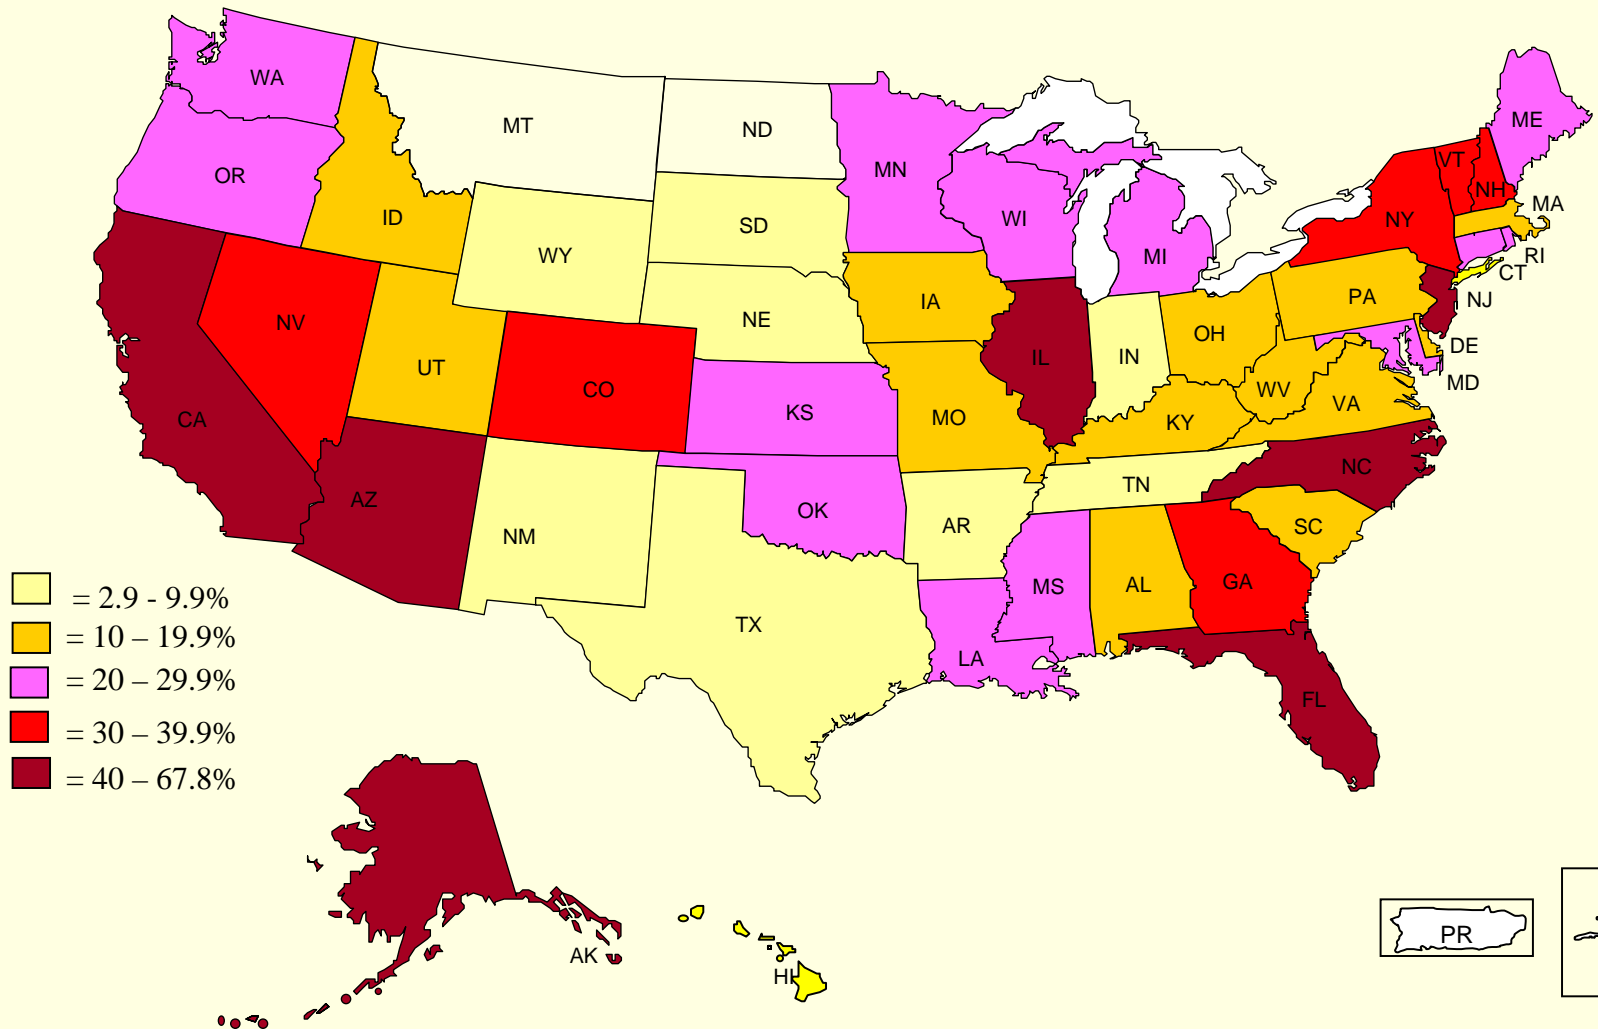 WA
MT
ND
ME
MN
VT
OR
NH
ID
WI
MA
SD
NY
WY
MI
RI
CT
PA
IA
NJ
NE
NV
OH
DE
IL
IN
UT
MD
CO
WV
KS
VA
MO
KY
CA
NC
TN
AZ
OK
AR
SC
NM
MS
AL
GA
= 2.9 - 9.9%
TX
= 10 – 19.9%
LA
= 20 – 29.9%
FL
= 30 – 39.9%
= 40 – 67.8%
PR
AK
HI